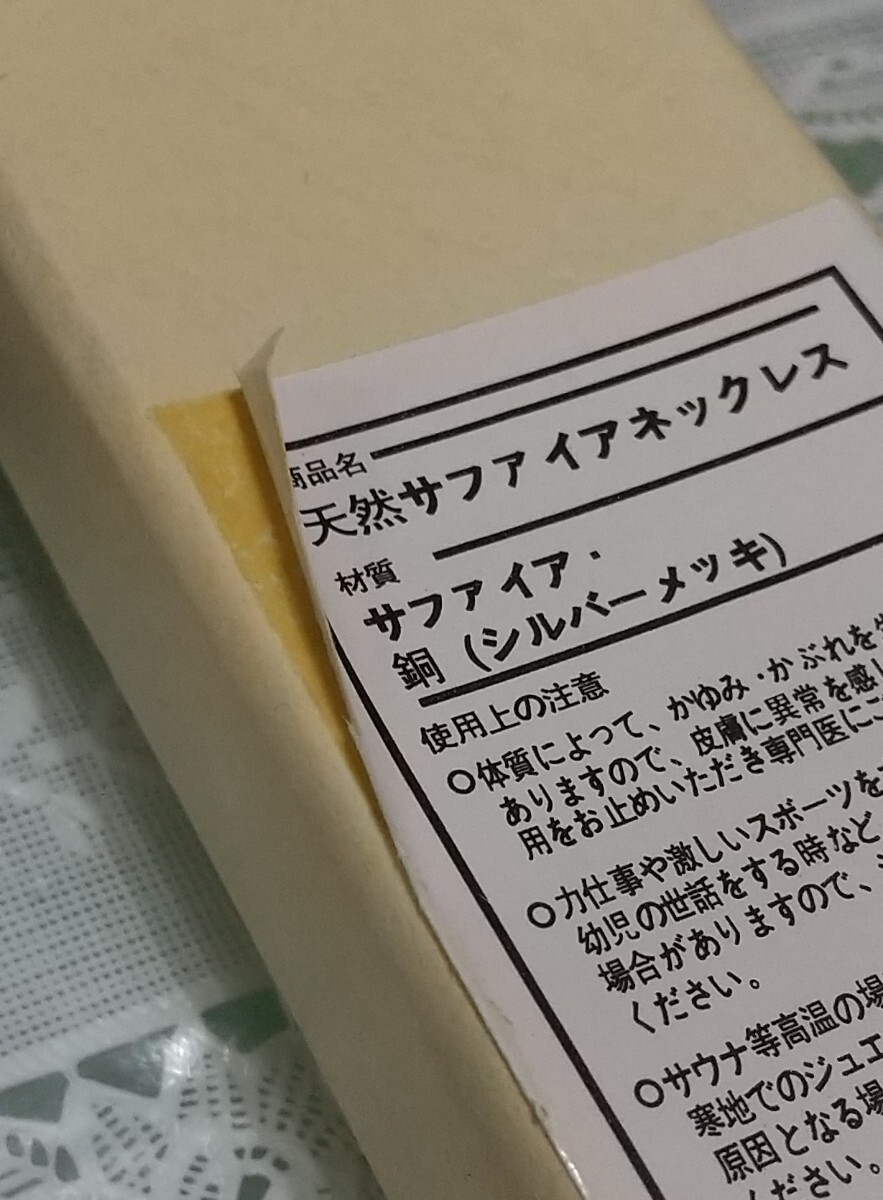 商品名
天然サファイアネックレス
材質
サファイア・
銅(シルバーメッキ)
使用上の注意
○体質によって、かゆみ・かぶれを生
ありますので、皮膚に異常を感じ
用をお止めいただき専門医にご
○力仕事や激しいスポーツを
幼児の世話をする時など、
場合がありますので、
ください。
○サウナ等高温の場
寒地でのジュエ
原因となる場
ください。